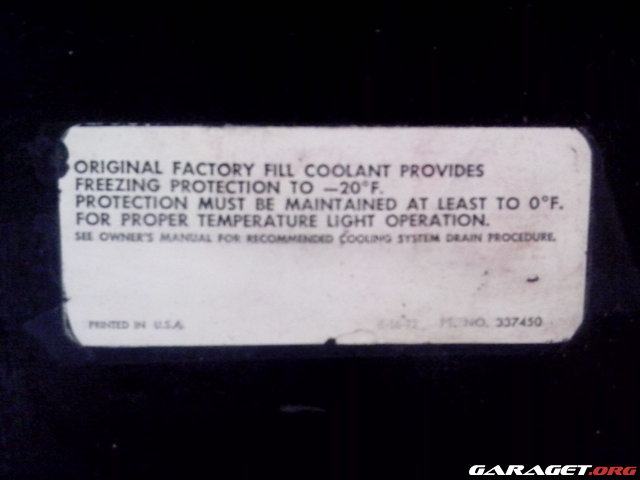 ORIGINAL FACTORY FILL COOLANT PROVIDES
FREEZING PROTECTION TO —20°F.
PROTECTION MUST BE MAINTAINED AT LEAST TO 0°F.
FOR PROPER TEMPERATURE LIGHT OPERATION.
SEE OWNER'S MANUAL FOR RECOMMENDED COOLING SYSTEM DRAIN PROCEDURE.
PRINTED IN U.S.A. NO. 337450
GARAGET.ORG